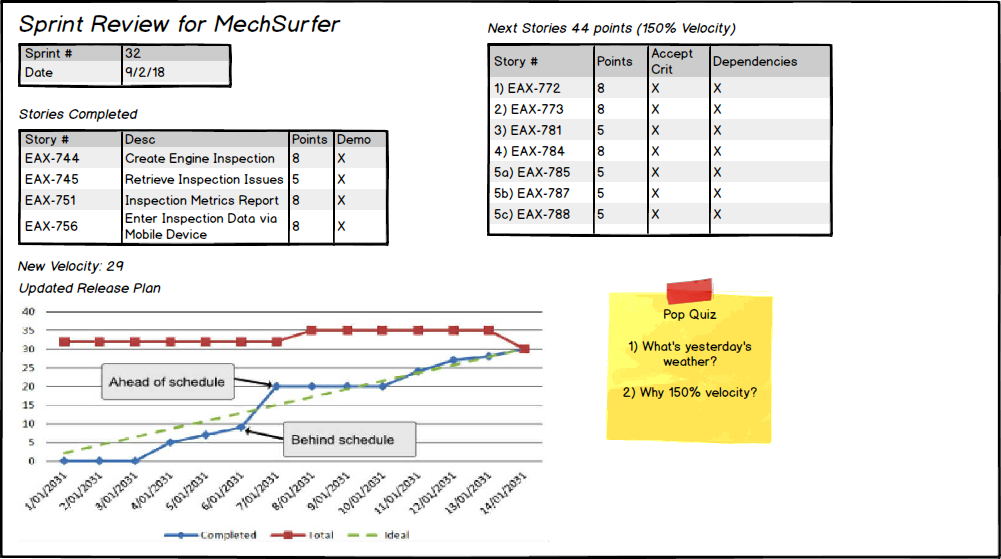 Sprint Review for MechSurfer
Sprint # 32
Date 9/2/18
Stories Completed
Story # Desc Points Demo
EAX-744 Create Engine Inspection 8 X
EAX-745 Retrieve Inspection Issues 5 X
EAX-751 Inspection Metrics Report 8 X
EAX-756 Enter Inspection Data via Mobile Device 8 X
New Velocity: 29
Updated Release Plan
40
35
30
25
20
15
10
5
0
Ahead of schedule
Behind schedule
1/01/2031
2/01/2031
3/01/2031
4/01/2031
5/01/2031
6/01/2031
7/01/2031
8/01/2031
9/01/2031
10/01/2031
11/01/2031
12/01/2031
13/01/2031
14/01/2031
Completed Total Ideal
Next Stories 44 points (150% Velocity)
Story # Points Accept Crit Dependencies
1) EAX-772 8 X X
2) EAX-773 8 X X
3) EAX-781 5 X X
4) EAX-784 8 X X
5a) EAX-785 5 X X
5b) EAX-787 5 X X
5c) EAX-788 5 X X
Pop Quiz
1) What's yesterday's
weather?
2) Why 150% velocity?